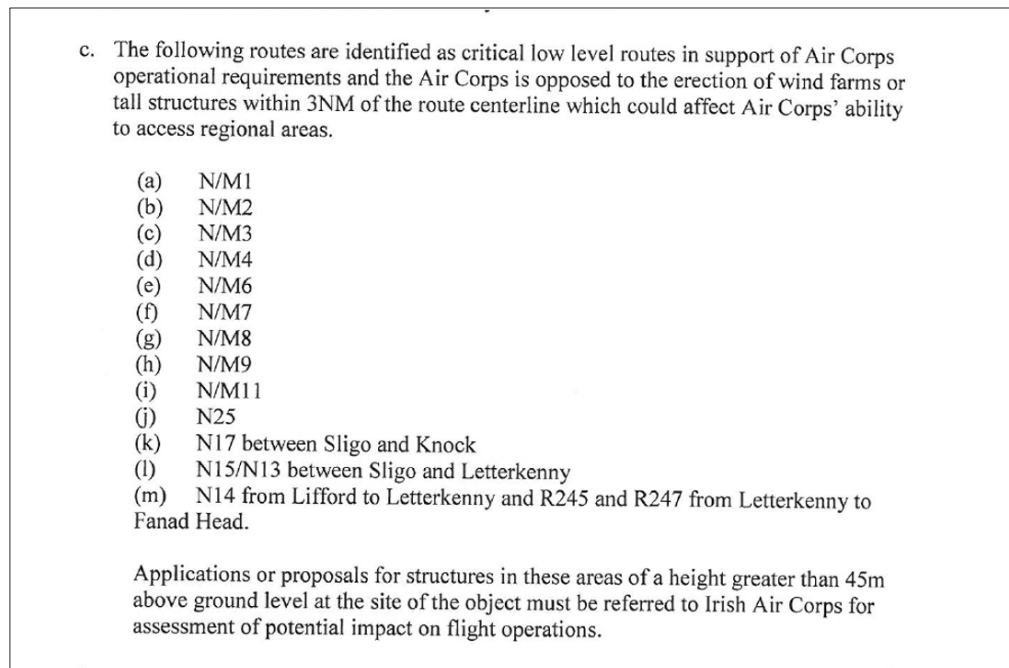 c. The following routes are identified as critical low level routes in support of Air Corps
operational requirements and the Air Corps is opposed to the erection of wind farms or
tall structures within 3NM of the route centerline which could affect Air Corps' ability
to access regional areas.
(a) N/M1
(b) N/M2
(c) N/M3
(d) N/M4
(e) N/M6
(f) N/M7
(g) N/M8
(h) N/M9
(i) N/M11
(j) N25
(k) N17 between Sligo and Knock
(l) N15/N13 between Sligo and Letterkenny
(m) N14 from Lifford to Letterkenny and R245 and R247 from Letterkenny to
Fanad Head.
Applications or proposals for structures in these areas of a height greater than 45m
above ground level at the site of the object must be referred to Irish Air Corps for
assessment of potential impact on flight operations.